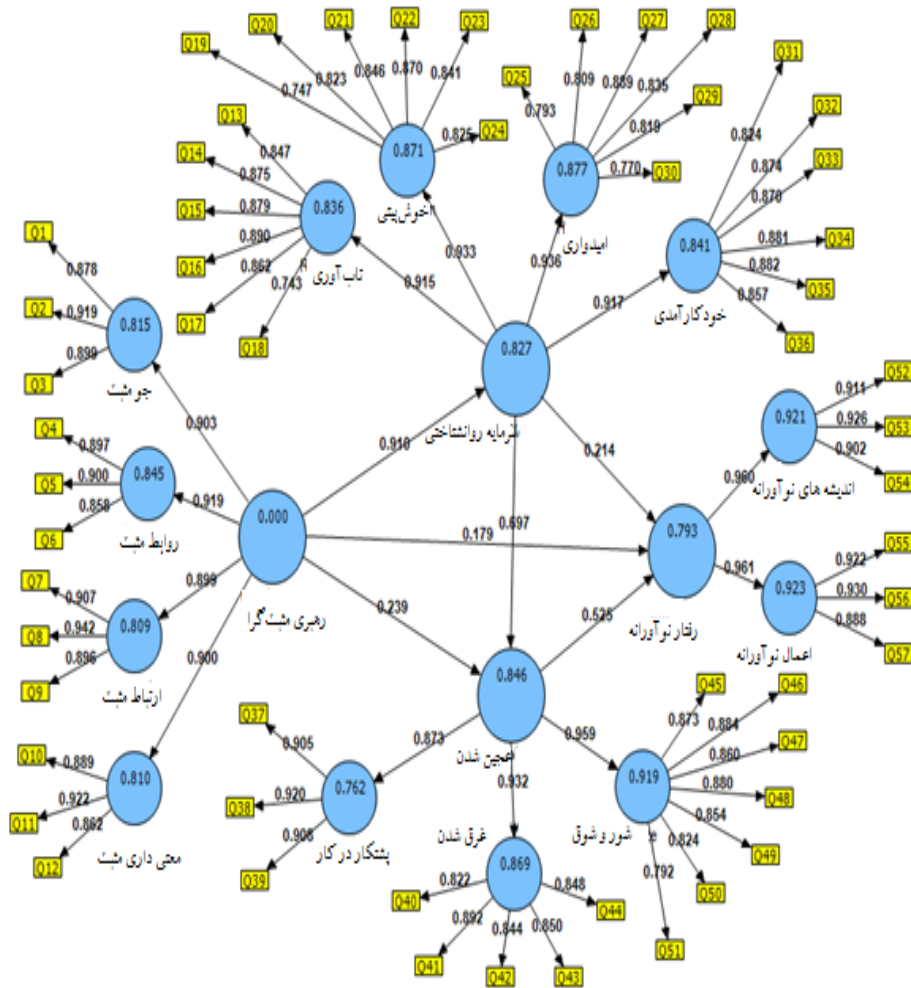 Q19
Q20
Q21
Q22
Q23
Q24
0.747
0.823
0.846
0.870
0.841
0.825
0.871
خوش‌بینی
Q25
Q26
Q27
Q28
Q29
Q30
0.793
0.809
0.889
0.835
0.819
0.770
0.877
امیدواری
Q31
Q32
Q33
Q34
Q35
Q36
0.824
0.874
0.870
0.881
0.882
0.857
0.841
خودکارآمدی
Q13
Q14
Q15
Q16
Q17
Q18
0.847
0.875
0.879
0.890
0.862
0.743
0.836
تاب‌آوری
0.915
0.933
0.936
0.917
0.827
سرمایه روانشناختی
Q1
Q2
Q3
0.878
0.919
0.899
0.815
جو مثبت
Q4
Q5
Q6
0.897
0.900
0.858
0.845
روابط مثبت
Q7
Q8
Q9
0.907
0.942
0.896
0.809
ارتباط مثبت
Q10
Q11
Q12
0.889
0.922
0.862
0.810
معنی داری مثبت
0.903
0.919
0.899
0.900
0.000
رهبری مثبت‌گرا
0.910
0.179
0.239
0.697
0.214
0.525
0.793
رفتار نوآورانه
0.960
0.961
Q52
Q53
Q54
0.911
0.926
0.902
0.921
اندیشه های نوآورانه
Q55
Q56
Q57
0.922
0.930
0.888
0.923
اعمال نوآورانه
0.846
عجین شدن
0.873
0.932
0.959
Q37
Q38
Q39
0.905
0.920
0.908
0.762
پشتکار در کار
Q40
Q41
Q42
Q43
Q44
0.822
0.892
0.844
0.850
0.848
0.869
غرق شدن
Q45
Q46
Q47
Q48
Q49
Q50
Q51
0.873
0.884
0.860
0.880
0.854
0.824
0.792
0.919
شور و شوق